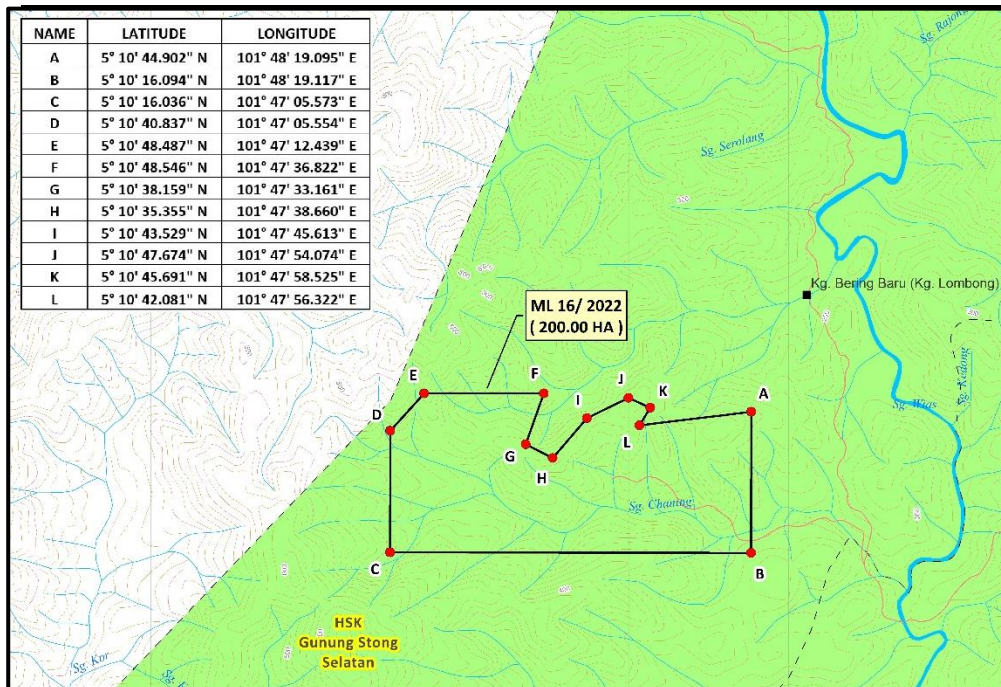 NAME LATITUDE LONGITUDE
A 5° 10' 44.902" N 101° 48' 19.095" E
B 5° 10' 16.094" N 101° 48' 19.117" E
C 5° 10' 16.036" N 101° 47' 05.573" E
D 5° 10' 40.837" N 101° 47' 05.554" E
E 5° 10' 48.487" N 101° 47' 12.439" E
F 5° 10' 48.546" N 101° 47' 36.822" E
G 5° 10' 38.159" N 101° 47' 33.161" E
H 5° 10' 35.355" N 101° 47' 38.660" E
I 5° 10' 43.529" N 101° 47' 45.613" E
J 5° 10' 47.674" N 101° 47' 54.074" E
K 5° 10' 45.691" N 101° 47' 58.525" E
L 5° 10' 42.081" N 101° 47' 56.322" E
Sg. Rajong
Sg. Serolang
Kg. Bering Baru (Kg. Lombong)
ML 16/ 2022
( 200.00 HA )
Sg. Kedong
Sg. Wias
E
F
J
K
A
I
D
L
G
H
Sg. Chaning
C
B
HSK
Gunung Stong
Selatan
Sg. Kor